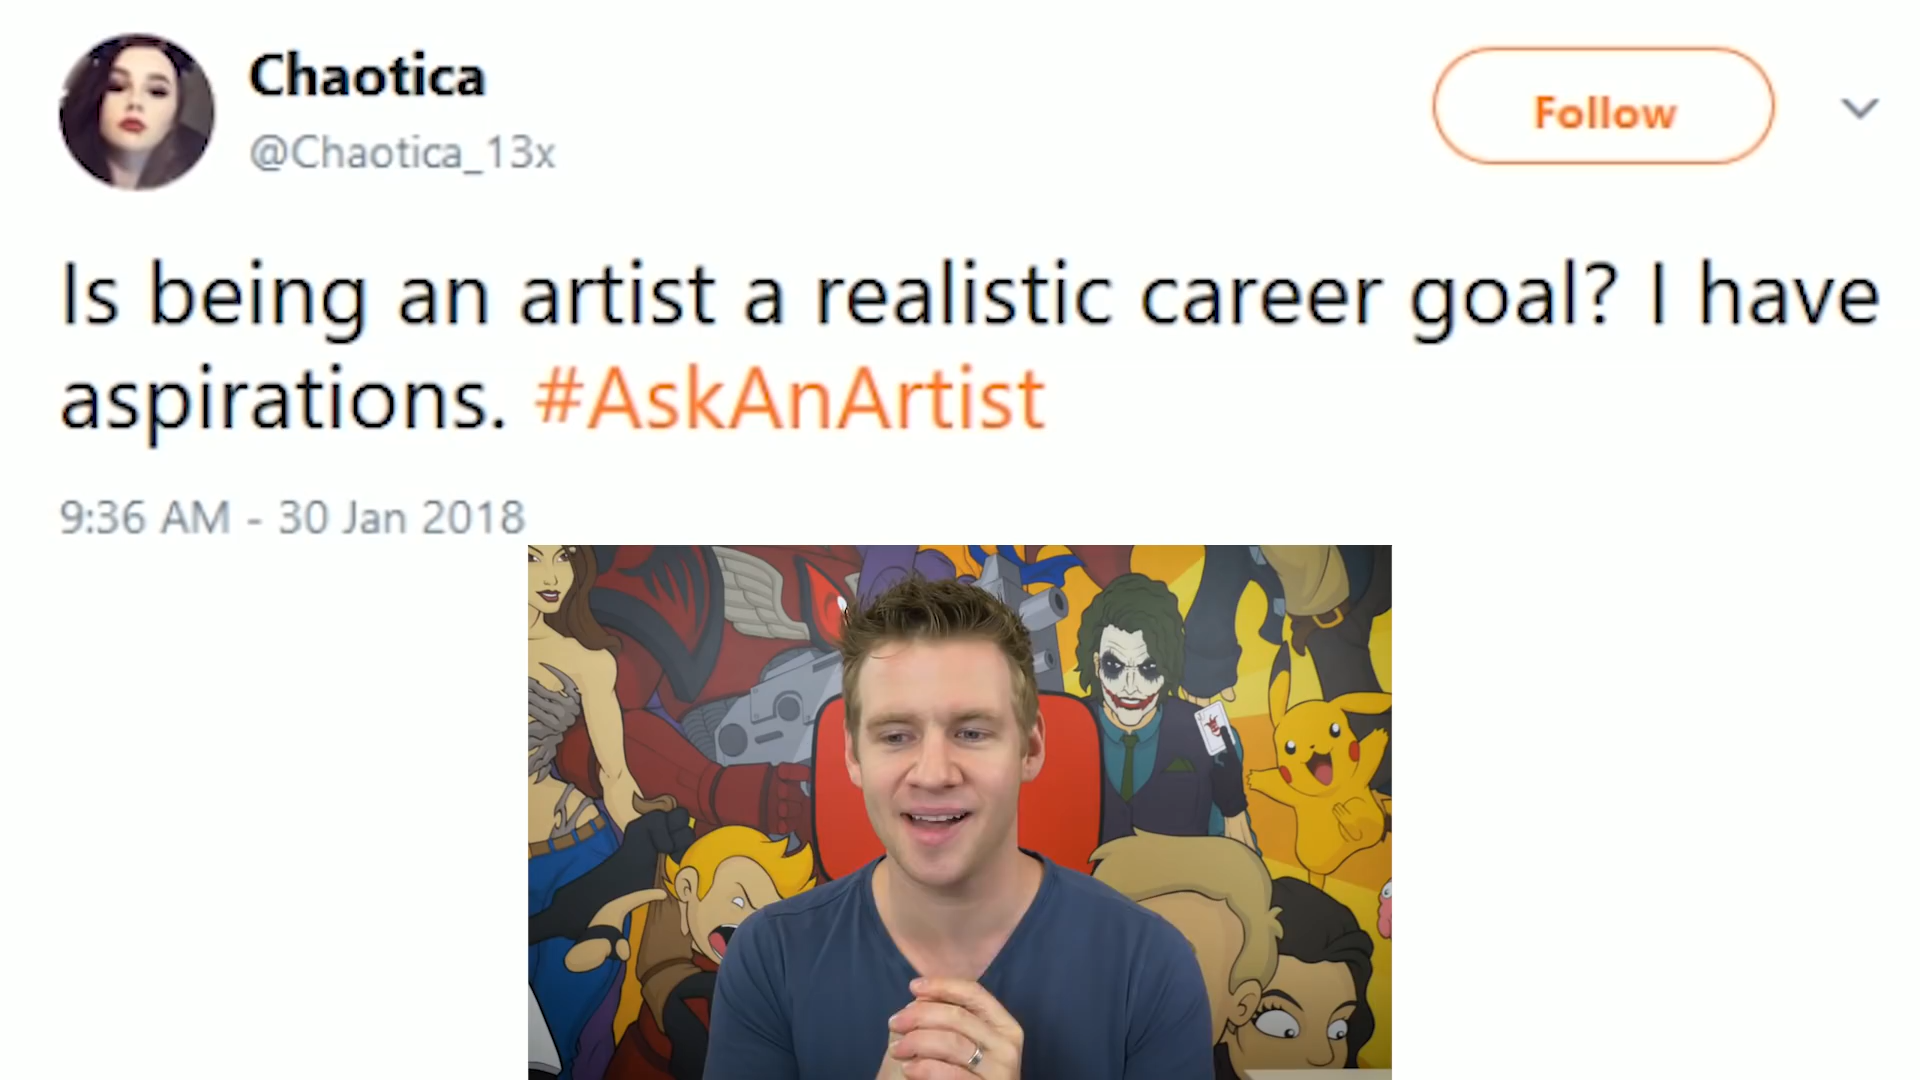 Chaotica
@Chaotica_13x
Follow
Is being an artist a realistic career goal? I have
aspirations. #AskAnArtist
9:36 AM - 30 Jan 2018